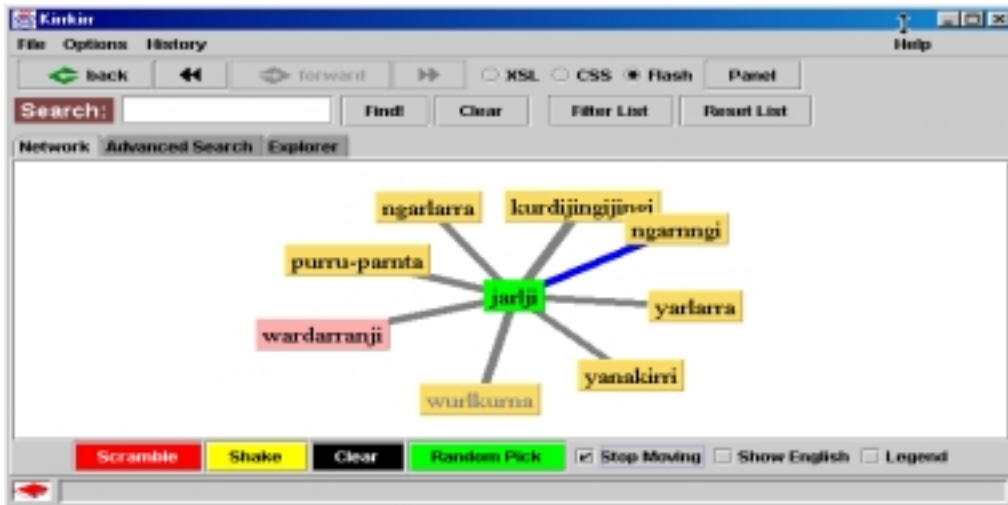 Kirrkirr
File Options History Help
back forward XSL CSS Flash Panel
Search: Find! Clear Filter List Reset List
Network Advanced Search Explorer
ngarlarra kurdijingijingi
ngarnngi
purru-parnta
jarlji
yarlarra
wardarranji
yanakirri
wurlkurna
Scramble Shake Clear Random Pick Stop Moving Show English Legend